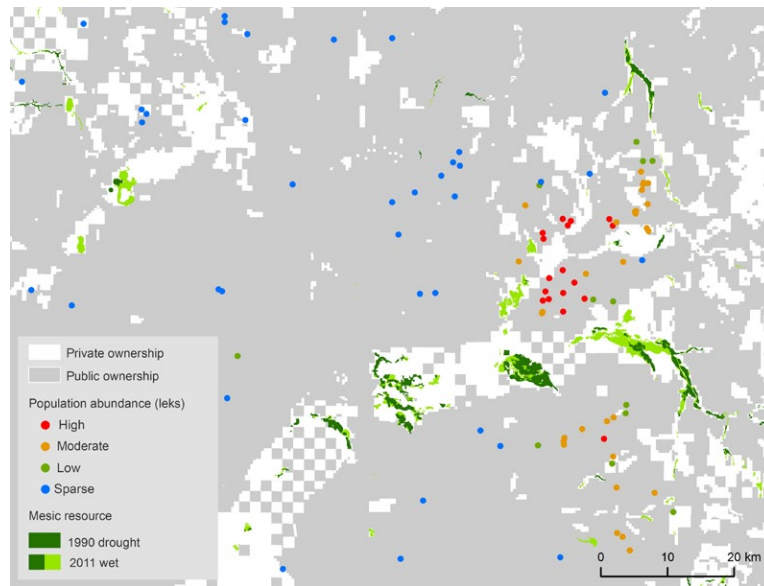 Private ownership
Public ownership
Population abundance (leks)
High
Moderate
Low
Sparse
Mesic resource
1990 drought
2011 wet
0 10 20 km